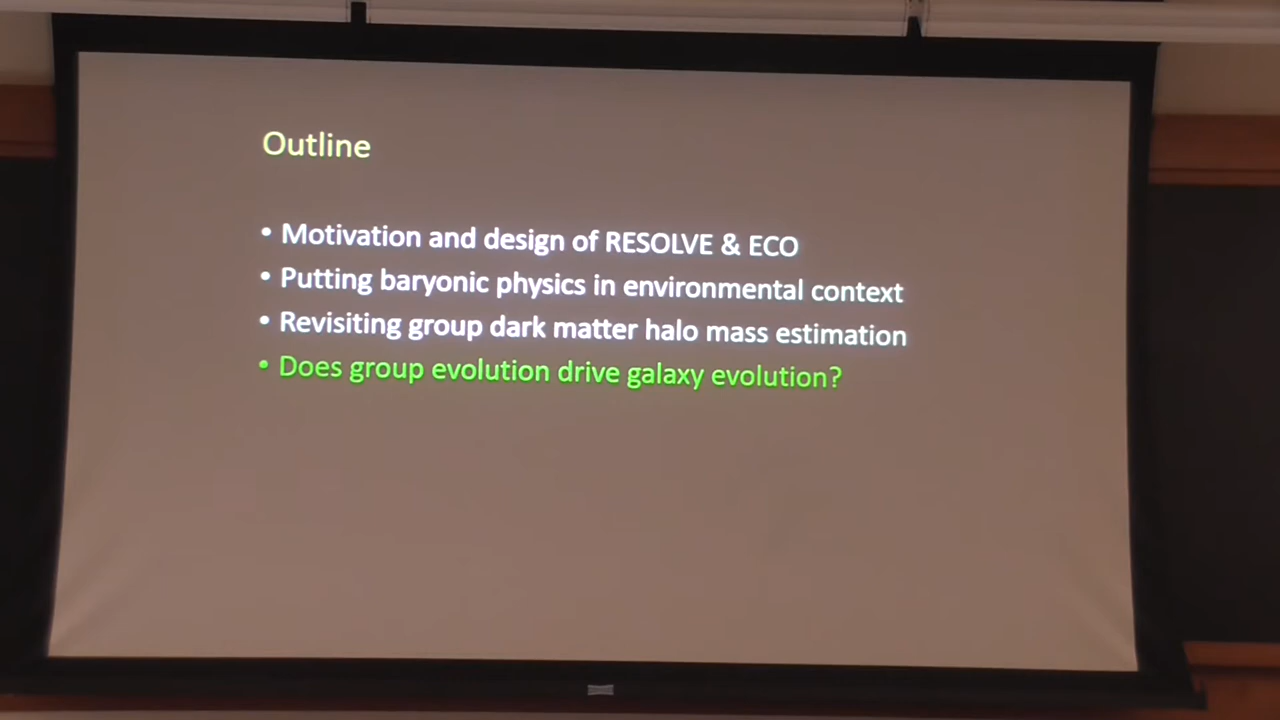 Outline
• Motivation and design of RESOLVE & ECO
• Putting baryonic physics in environmental context
• Revisiting group dark matter halo mass estimation
• Does group evolution drive galaxy evolution?